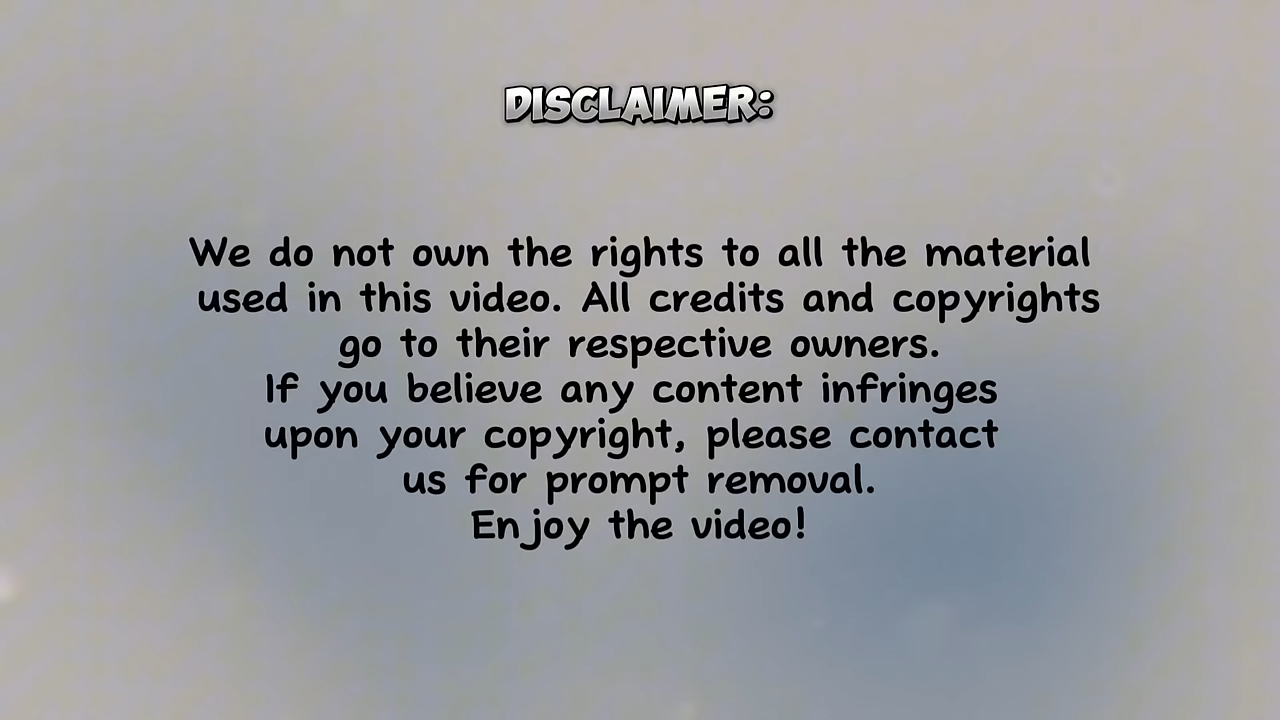 DISCLAIMER:
We do not own the rights to all the material
used in this video. All credits and copyrights
go to their respective owners.
If you believe any content infringes
upon your copyright, please contact
us for prompt removal.
Enjoy the video!